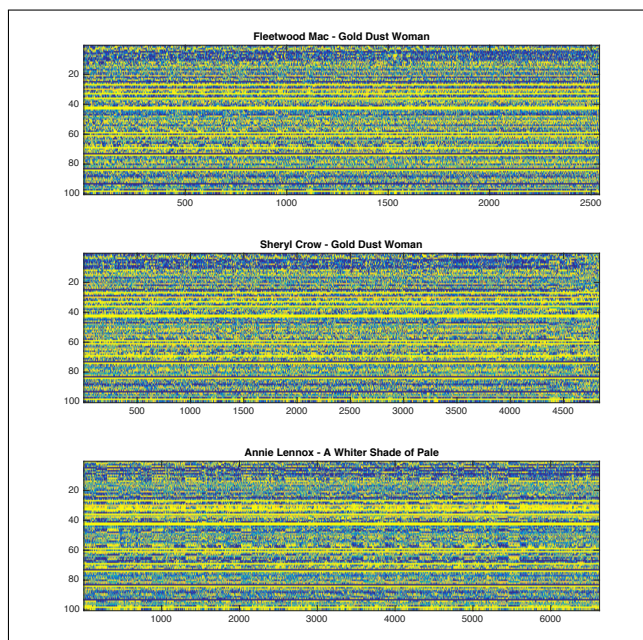 Fleetwood Mac - Gold Dust Woman
20
40
60
80
100
500 1000 1500 2000 2500
Sheryl Crow - Gold Dust Woman
20
40
60
80
100
500 1000 1500 2000 2500 3000 3500 4000 4500
Annie Lennox - A Whiter Shade of Pale
20
40
60
80
100
1000 2000 3000 4000 5000 6000